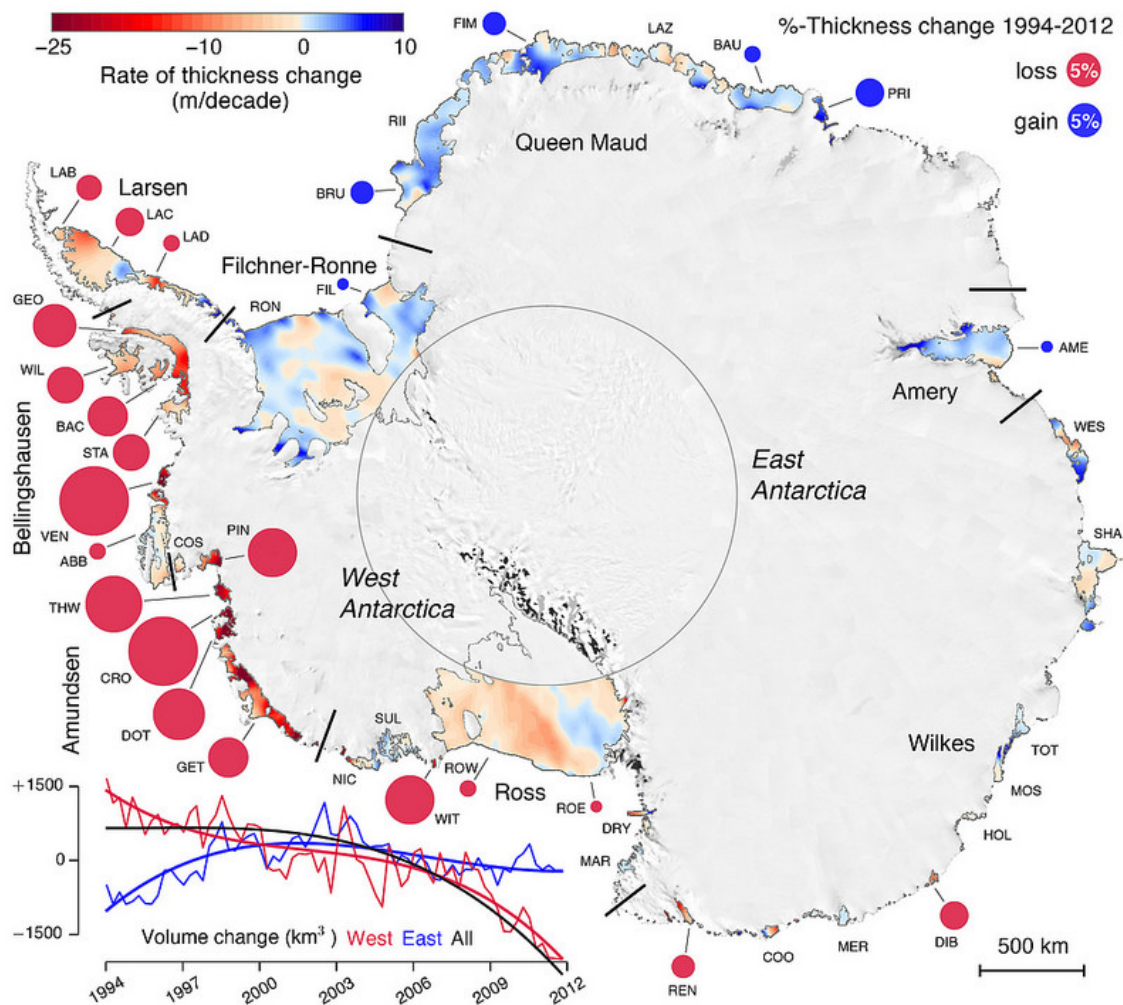 −25
−10
0
10
Rate of thickness change
(m/decade)
%-Thickness change 1994-2012
loss 5%
gain 5%
FIM
LAZ
BAU
PRI
RII
Queen Maud
BRU
LAB
Larsen
LAC
LAD
Filchner-Ronne
FIL
RON
GEO
WIL
BAC
STA
Bellingshausen
VEN
ABB
COS
PIN
AME
Amery
WES
East
Antarctica
SHA
West
Antarctica
THW
CRO
DOT
GET
Amundsen
SUL
NIC
ROW
Ross
WIT
ROE
DRY
MAR
Wilkes
TOT
MOS
HOL
DIB
MER
COO
REN
500 km
+1500
0
−1500
Volume change (km³) West East All
1994 1997 2000 2003 2006 2009 2012